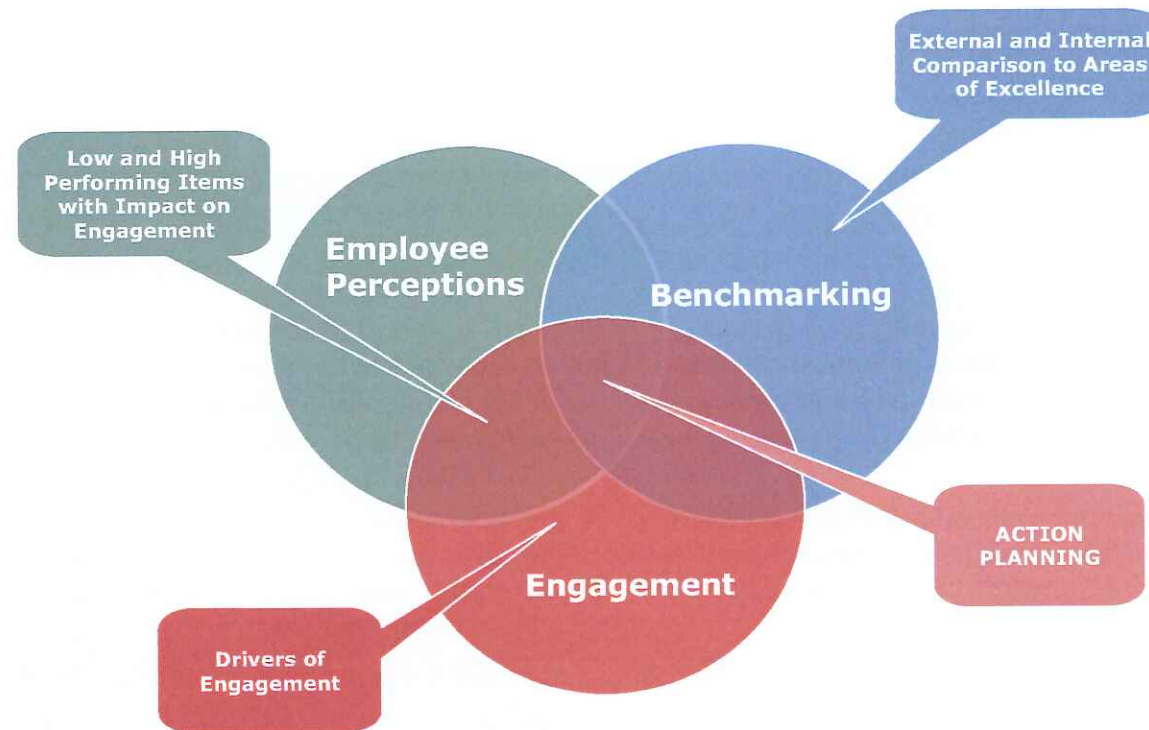 External and Internal
Comparison to Areas
of Excellence
Low and High
Performing Items
with Impact on
Engagement
Employee
Perceptions
Benchmarking
ACTION
PLANNING
Engagement
Drivers of
Engagement